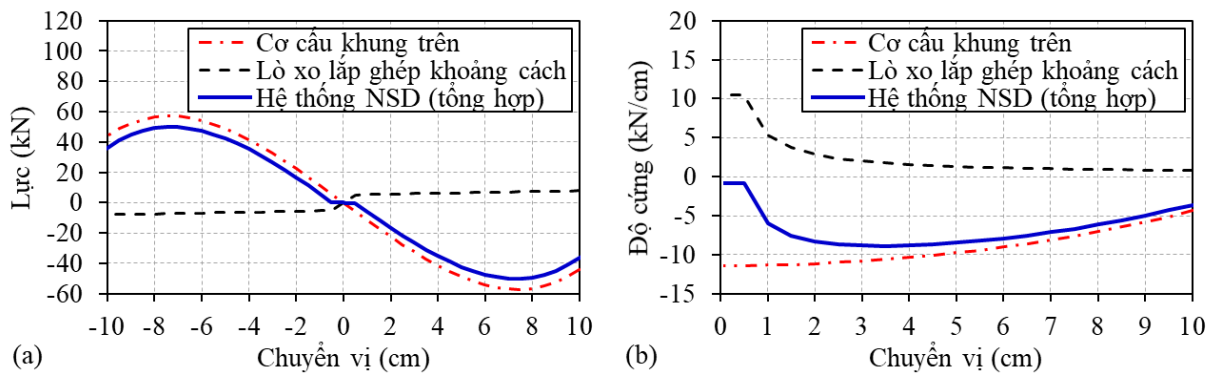 120
100
80
60
40
20
0
-20
-40
-60
Lực (kN)
Cơ cấu khung trên
Lò xo lắp ghép khoảng cách
Hệ thống NSD (tổng hợp)
-10 -8 -6 -4 -2 0 2 4 6 8 10
(a) Chuyển vị (cm)
20
15
10
5
0
-5
-10
-15
Độ cứng (kN/cm)
Cơ cấu khung trên
Lò xo lắp ghép khoảng cách
Hệ thống NSD (tổng hợp)
0 1 2 3 4 5 6 7 8 9 10
(b) Chuyển vị (cm)